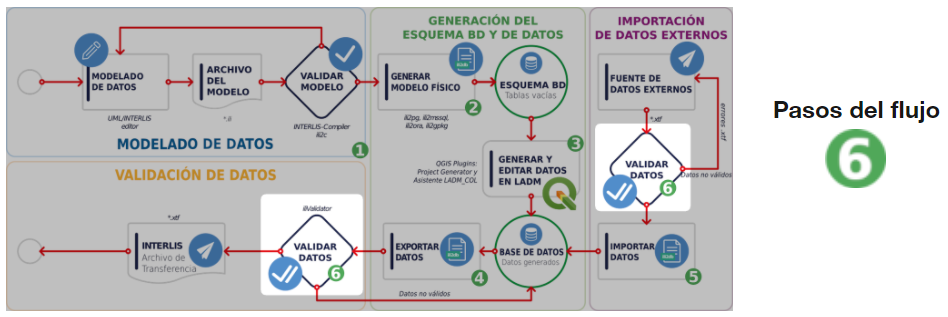 MODELADO
DE DATOS
UML/INTERLIS
editor
ARCHIVO
DEL
MODELO
*.ili
VALIDAR
MODELO
INTERLIS-Compiler
ili2c
MODELADO DE DATOS
1
GENERACIÓN DEL
ESQUEMA BD Y DE DATOS
GENERAR
MODELO FÍSICO
2
ili2pg, ili2mssql,
ili2ora, ili2gpkg
ESQUEMA BD
Tablas vacías
3
QGIS Plugins:
Project Generator y
Asistente LADM_COL
GENERAR Y
EDITAR DATOS
EN LADM
BASE DE DATOS
Datos generados
EXPORTAR
DATOS
4
Datos no válidos
IMPORTACIÓN
DE DATOS EXTERNOS
FUENTE DE
DATOS EXTERNOS
*.xtf
errores .xtf
VALIDAR
DATOS
6
Datos no válidos
IMPORTAR
DATOS
5
VALIDACIÓN DE DATOS
*.xtf
INTERLIS
Archivo de
Transferencia
iliValidator
VALIDAR
DATOS
6
Pasos del flujo
6